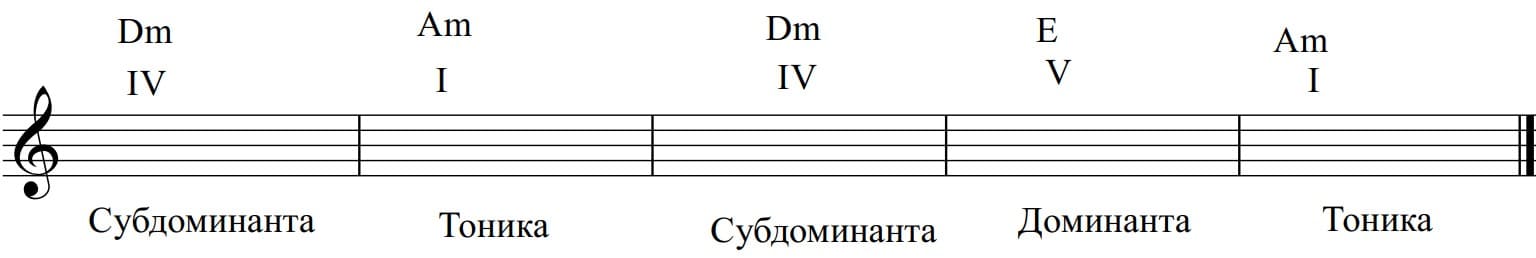 Dm Am Dm E Am
IV I IV V I
Субдоминанта Тоника Субдоминанта Доминанта Тоника